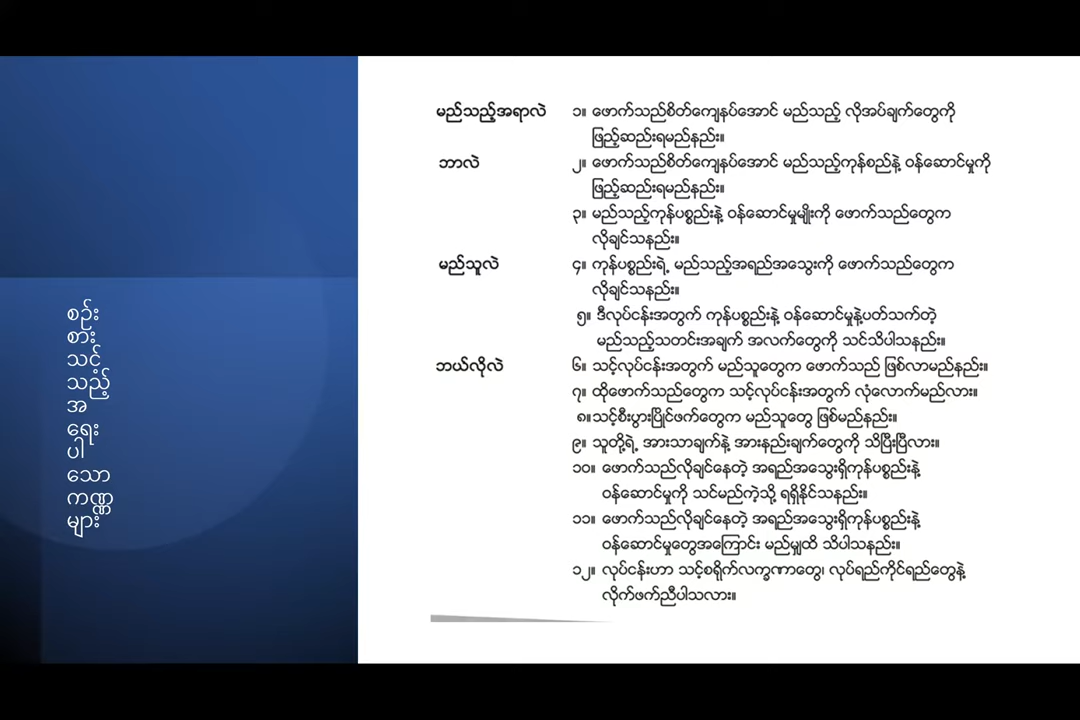 စဉ်း
စား
သင့်
သည့်
အ
ရေး
ပါ
သော
ကဏ္ဏ
များ
မည်သည့်အရာလဲ ၁။ ဖောက်သည်စိတ်ကျေနပ်အောင် မည်သည့် လိုအပ်ချက်တွေကို
ဖြည့်ဆည်းရမည်နည်း။
ဘာလဲ ၂။ ဖောက်သည်စိတ်ကျေနပ်အောင် မည်သည့်ကုန်စည်နဲ့ ဝန်ဆောင်မှုကို
ဖြည့်ဆည်းရမည်နည်း။
၃။ မည်သည့်ကုန်ပစ္စည်းနဲ့ ဝန်ဆောင်မှုမျိုးကို ဖောက်သည်တွေက
လိုချင်သနည်း။
မည်သူလဲ ၄။ ကုန်ပစ္စည်းရဲ့ မည်သည့်အရည်အသွေးကို ဖောက်သည်တွေက
လိုချင်သနည်း။
၅။ ဒီလုပ်ငန်းအတွက် ကုန်ပစ္စည်းနဲ့ ဝန်ဆောင်မှုနဲ့ပတ်သက်တဲ့
မည်သည့်သတင်းအချက် အလက်တွေကို သင်သိပါသနည်း။
ဘယ်လိုလဲ ၆။ သင့်လုပ်ငန်းအတွက် မည်သူတွေက ဖောက်သည် ဖြစ်လာမည်နည်း။
၇။ ထိုဖောက်သည်တွေက သင့်လုပ်ငန်းအတွက် လုံလောက်မည်လား။
၈။သင့်စီးပွားပြိုင်ဖက်တွေက မည်သူတွေ ဖြစ်မည်နည်း။
၉။ သူတို့ရဲ့ အားသာချက်နဲ့ အားနည်းချက်တွေကို သိပြီးပြီလား။
၁၀။ ဖောက်သည်လိုချင်နေတဲ့ အရည်အသွေးရှိကုန်ပစ္စည်းနဲ့
ဝန်ဆောင်မှုကို သင်မည်ကဲ့သို့ ရရှိနိုင်သနည်း။
၁၁။ ဖောက်သည်လိုချင်နေတဲ့ အရည်အသွေးရှိကုန်ပစ္စည်းနဲ့
ဝန်ဆောင်မှုတွေအကြောင်း မည်မျှထိ သိပါသနည်း။
၁၂။ လုပ်ငန်းဟာ သင့်စရိုက်လက္ခဏာတွေ၊ လုပ်ရည်ကိုင်ရည်တွေနဲ့
လိုက်ဖက်ညီပါသလား။